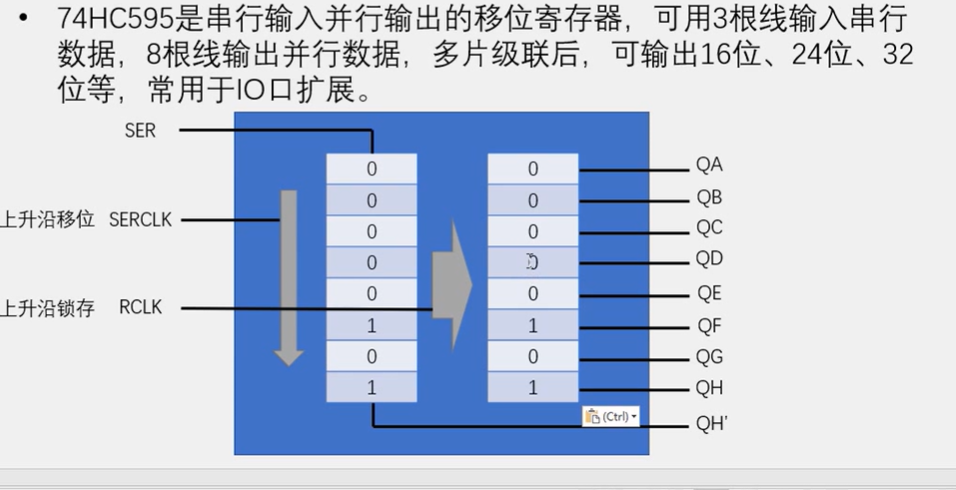 • 74HC595是串行输入并行输出的移位寄存器，可用3根线输入串行
数据，8根线输出并行数据，多片级联后，可输出16位、24位、32
位等，常用于IO口扩展。
SER
0 0 QA
0 0 QB
上升沿移位 SERCLK 0 0 QC
0 0 QD
0 0 QE
上升沿锁存 RCLK 1 1 QF
0 0 QG
1 1 QH
(Ctrl)
QH’